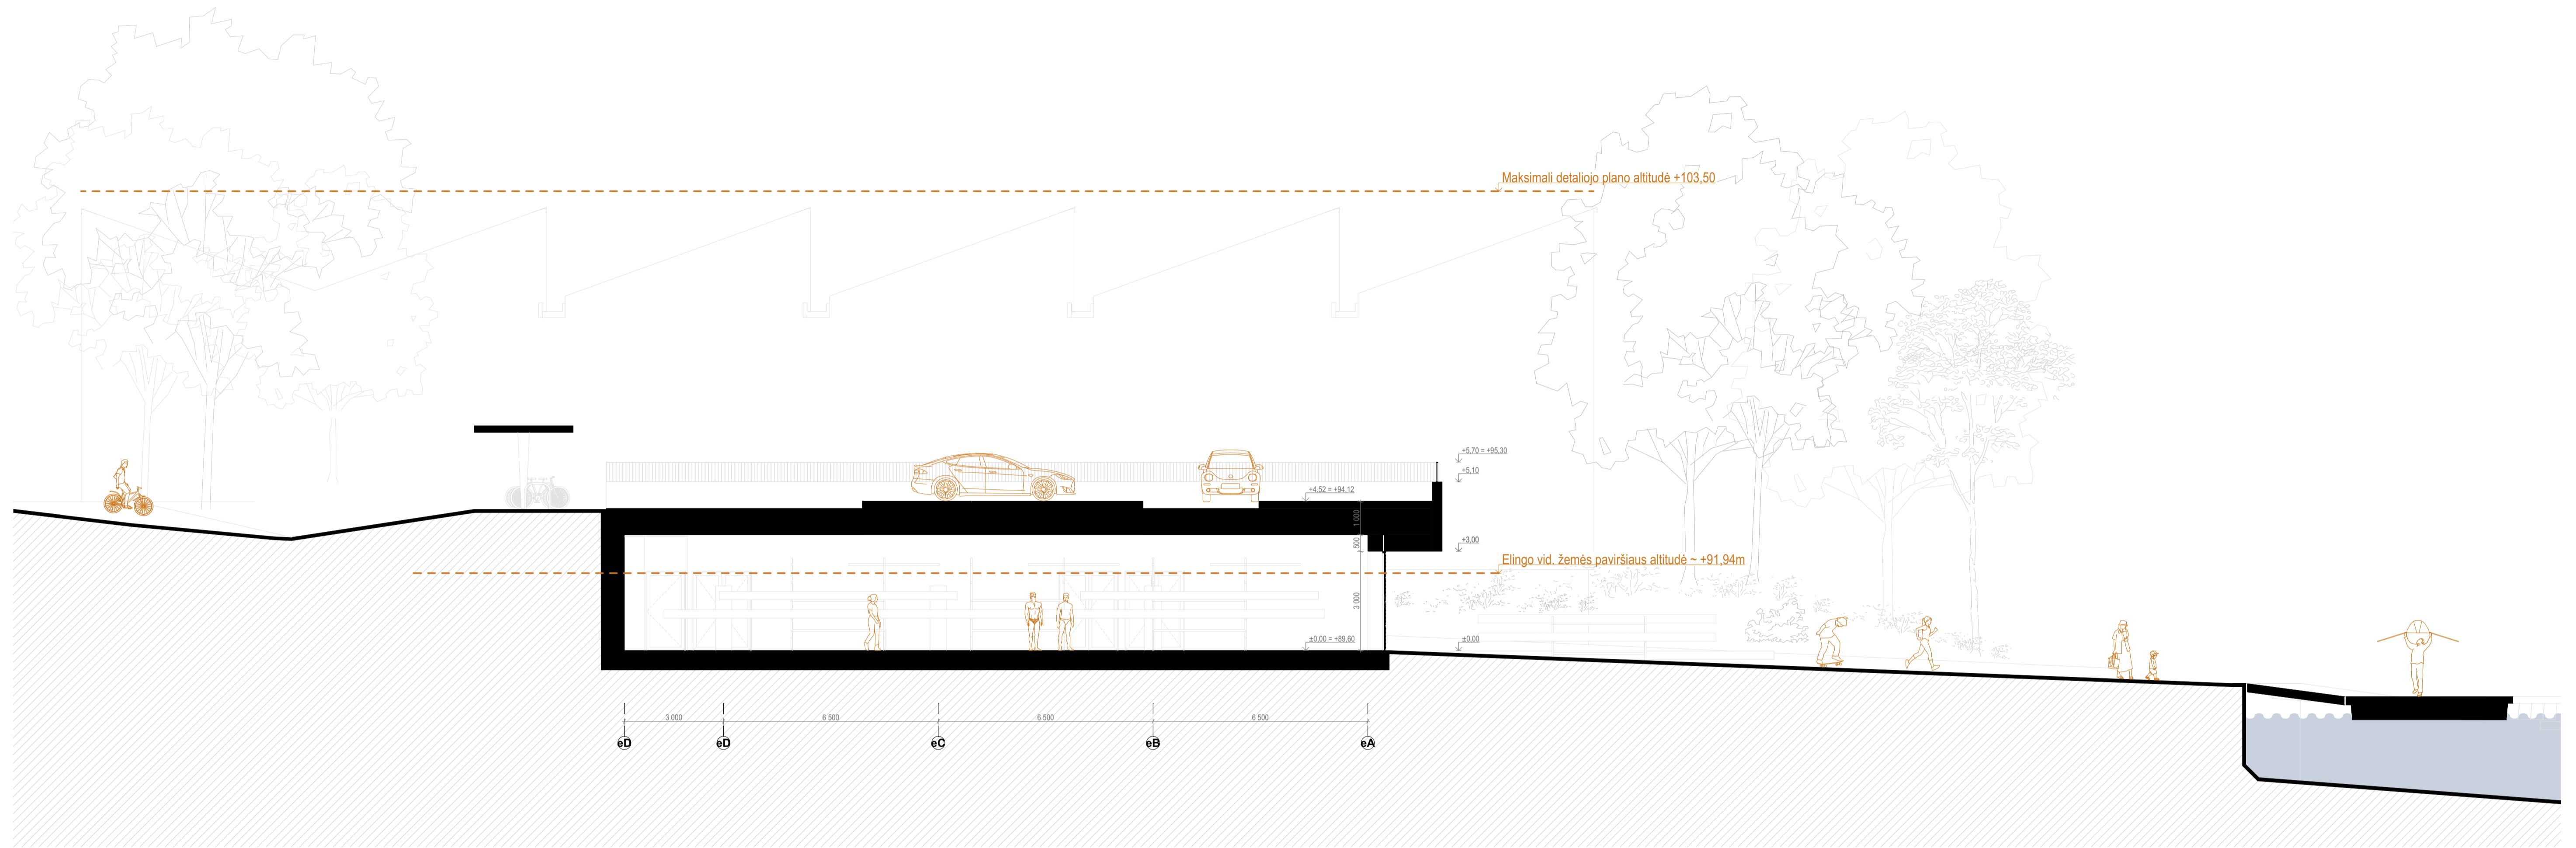 Maksimali detaliojo plano altitudė +103,50
+5,70 = +95,30
+5,10
+4,52 = +94,12
1 000
500
+3,00
Elingo vid. žemės paviršiaus altitudė ~ +91,94m
3 000
±0,00 = +89,60
±0.00
3 000 6 500 6 500 6 500
eD eD eC eB eA